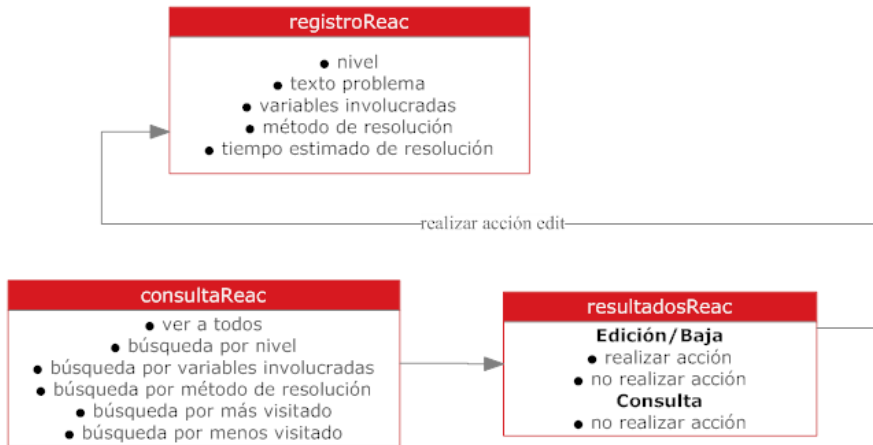 registroReac
● nivel
● texto problema
● variables involucradas
● método de resolución
● tiempo estimado de resolución
realizar acción edit
consultaReac
● ver a todos
● búsqueda por nivel
● búsqueda por variables involucradas
● búsqueda por método de resolución
● búsqueda por más visitado
● búsqueda por menos visitado
resultadosReac
Edición/Baja
● realizar acción
● no realizar acción
Consulta
● no realizar acción